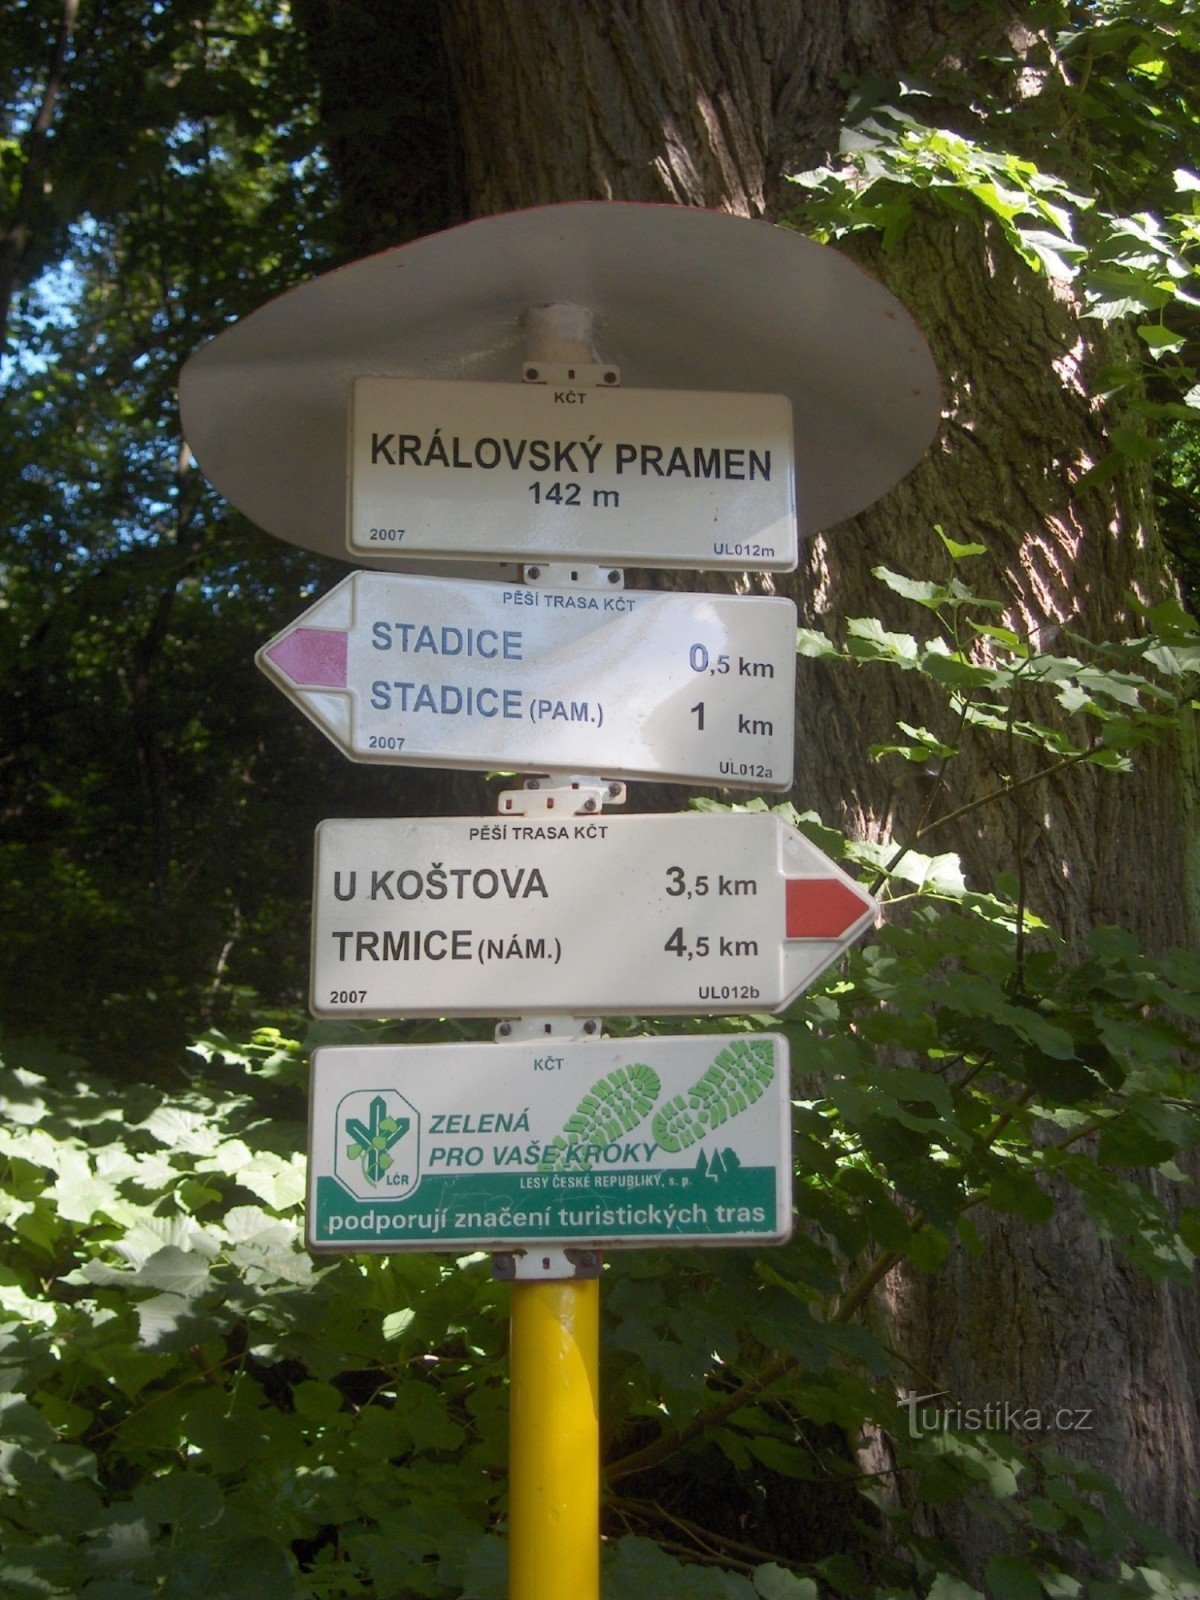 KČT
KRÁLOVSKÝ PRAMEN
142 m
2007 UL012m
PĚŠÍ TRASA KČT
STADICE 0,5 km
STADICE (PAM.) 1 km
2007 UL012a
PĚŠÍ TRASA KČT
U KOŠTOVA 3,5 km
TRMICE (NÁM.) 4,5 km
2007 UL012b
KČT
ZELENÁ
PRO VAŠE KROKY
LČR
LESY ČESKÉ REPUBLIKY, s. p.
podporují značení turistických tras
Turistika.cz